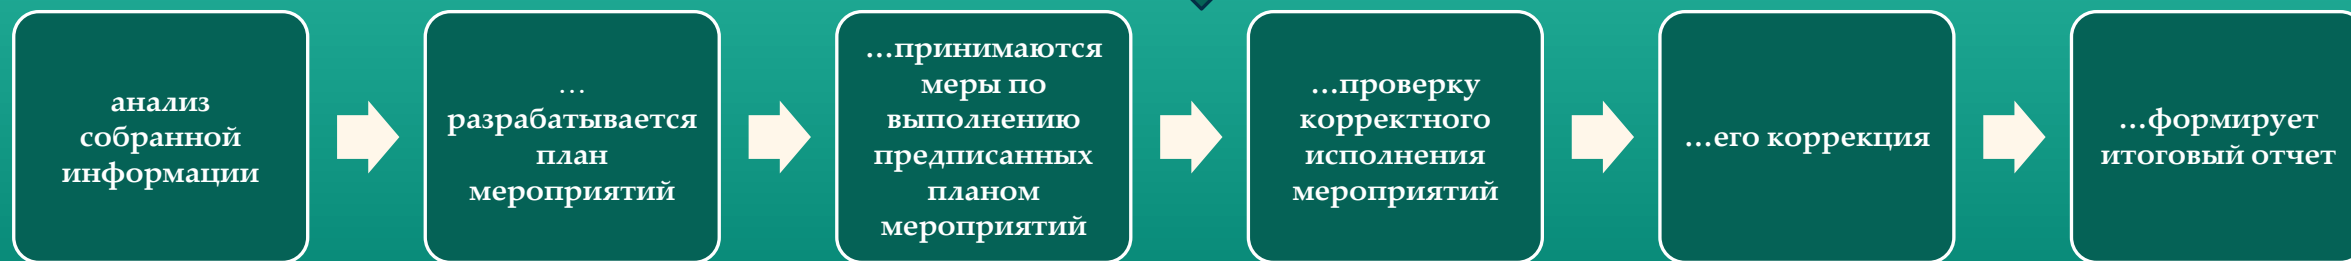 анализ
собранной
информации
…
разрабатывается
план
мероприятий
…принимаются
меры по
выполнению
предписанных
планом
мероприятий
…проверку
корректного
исполнения
мероприятий
…его коррекция
…формирует
итоговый отчет